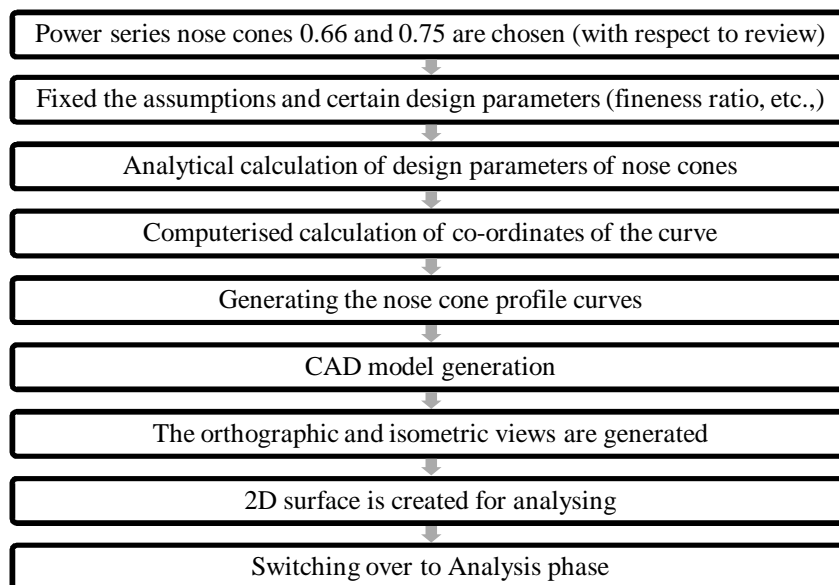 Power series nose cones 0.66 and 0.75 are chosen (with respect to review)
Fixed the assumptions and certain design parameters (fineness ratio, etc.,)
Analytical calculation of design parameters of nose cones
Computerised calculation of co-ordinates of the curve
Generating the nose cone profile curves
CAD model generation
The orthographic and isometric views are generated
2D surface is created for analysing
Switching over to Analysis phase